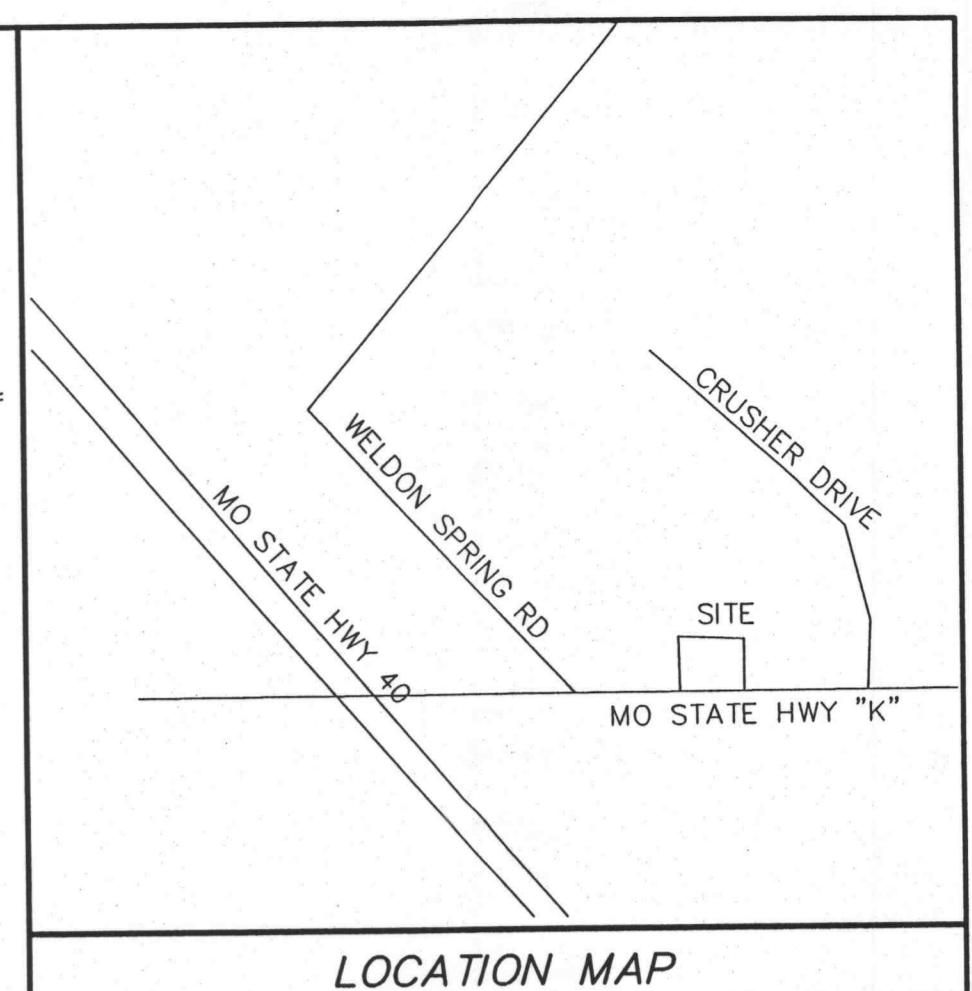 CRUSHER DRIVE
WELDON SPRING RD
MO STATE HWY 40
SITE
MO STATE HWY "K"
LOCATION MAP